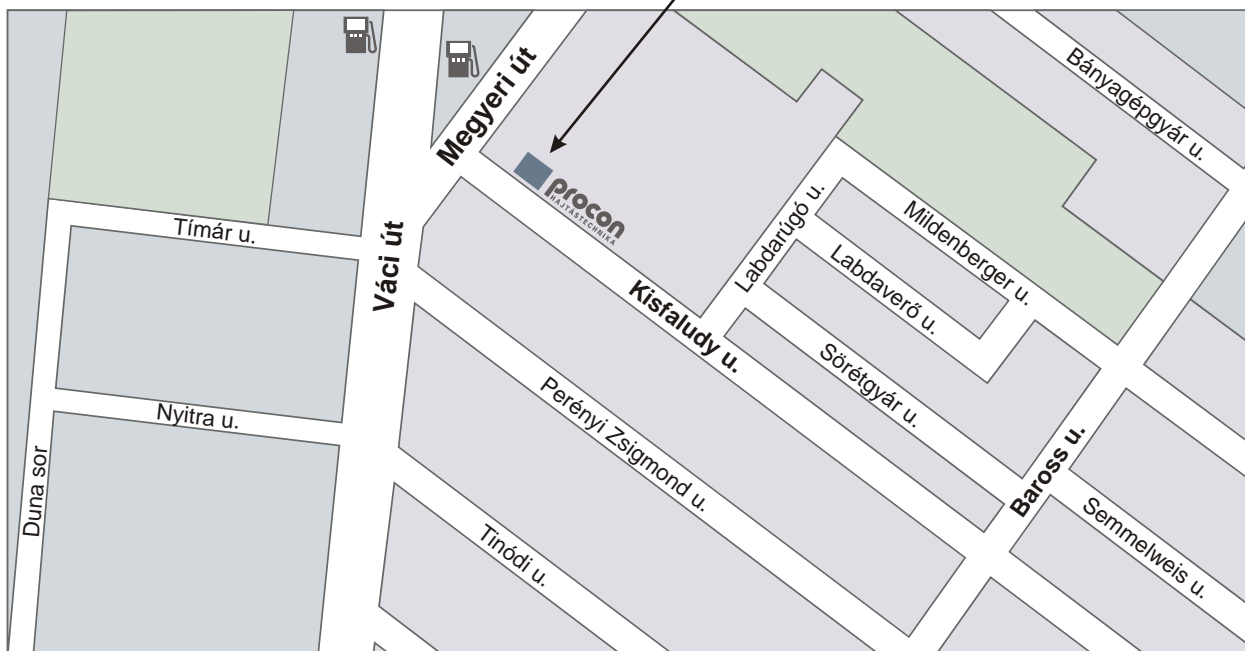 Megyeri út
Bányagépgyár u.
procon
HAJTÁSTECHNIKA
Labdarúgó u.
Mildenberger u.
Tímár u.
Váci út
Labdaverő u.
Kisfaludy u.
Sörétgyár u.
Perényi Zsigmond u.
Nyitra u.
Duna sor
Baross u.
Semmelweis u.
Tinódi u.